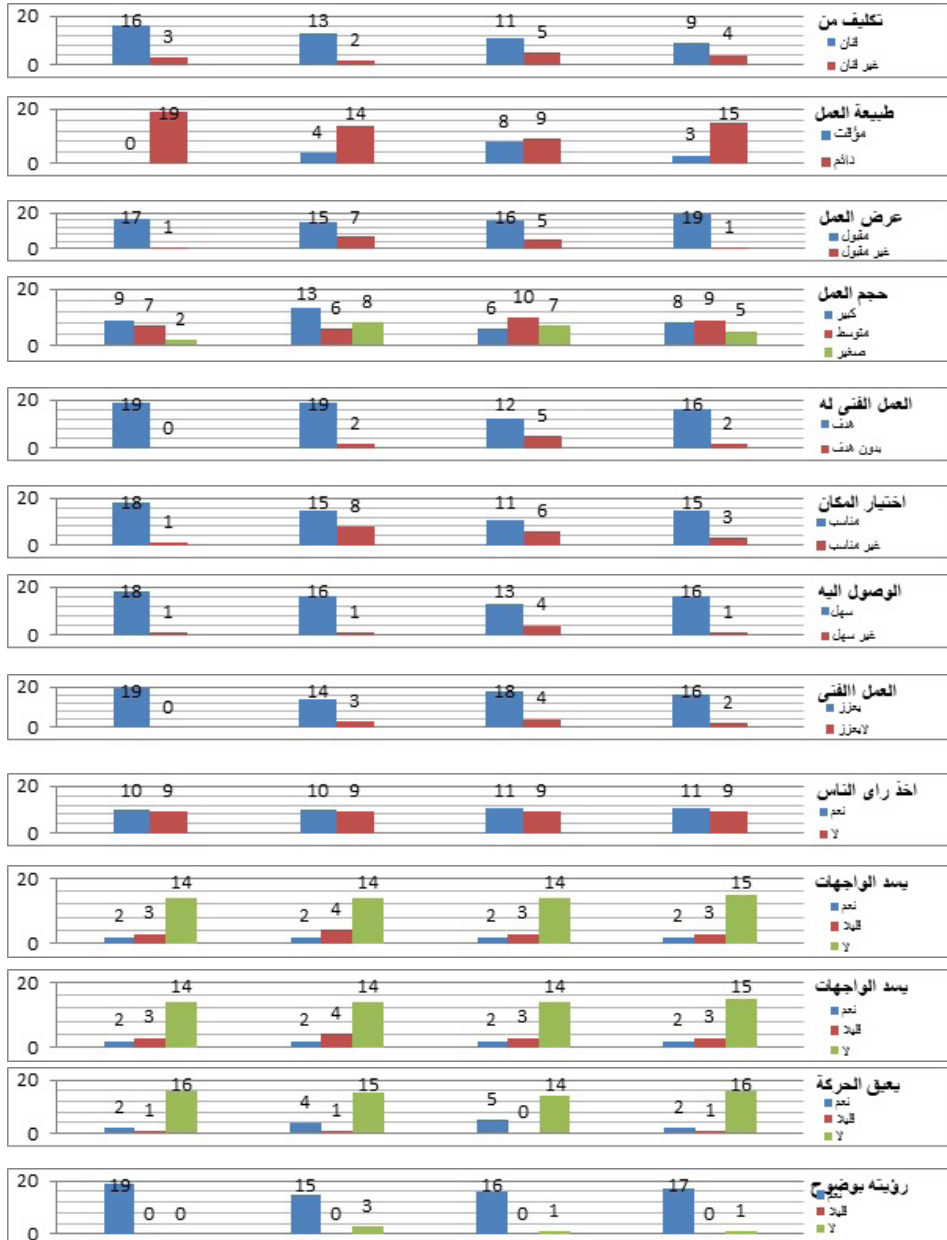 20 16 3 13 2 11 5 9 4 تكليف من
فنان
0 غير فنان
20 19 14 8 9 15 طبيعة العمل
0 4 3 مؤقت
0 دائم
20 17 1 15 7 16 5 19 1 عرض العمل
مقبول
0 غير مقبول
20 9 7 2 13 6 8 6 10 7 8 9 5 حجم العمل
كبير
متوسط
0 صغير
20 19 0 19 2 12 5 16 2 العمل الفني له
هدف
0 بدون هدف
20 18 1 15 8 11 6 15 3 اختيار المكان
مناسب
0 غير مناسب
20 18 1 16 1 13 4 16 1 الوصول اليه
سهل
0 غير سهل
20 19 0 14 3 18 4 16 2 العمل االفني
يعزز
0 لايعزز
20 10 9 10 9 11 9 11 9 اخذ راى الناس
نعم
0 لا
20 2 3 14 2 4 14 2 3 14 2 3 15 يسد الواجهات
نعم
قليلا
0 لا
20 2 3 14 2 4 14 2 3 14 2 3 15 يسد الواجهات
نعم
قليلا
0 لا
20 2 1 16 4 1 15 5 0 14 2 1 16 يعيق الحركة
نعم
قليلا
0 لا
20 19 0 0 15 0 3 16 0 1 17 0 1 رؤيته بوضوح
نعم
قليلا
0 لا